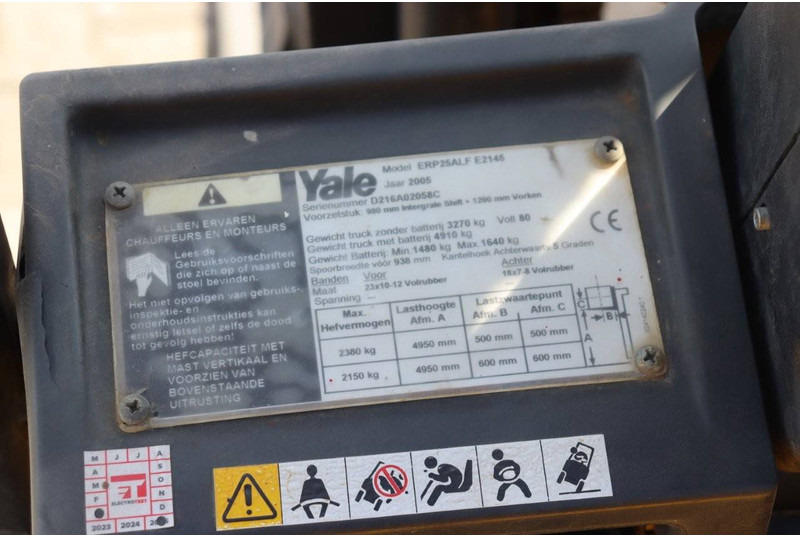 Yale
Model ERP25ALF E2145
Jaar 2005
Serienummer D216A02058C
Voorzetstuk: 980 mm Intergrale Shift + 1200 mm Vorken
Gewicht truck zonder batterij 3270 kg Volt 80
Gewicht truck met batterij 4910 kg
Gewicht Batterij: Min 1480 kg Max. 1640 kg
Spoorbreedte vóór 938 mm Kantelhoek Achterwaarts 5 Graden
Banden Voor Achter
Maat 23x10-12 Volrubber 18x7-8 Volrubber
Spanning — —
Max. Hefvermogen Lasthoogte Afm. A Lastzwaartepunt Afm. B Afm. C
2380 kg 4950 mm 500 mm 500 mm
2150 kg 4950 mm 600 mm 600 mm
CE
C
B
A
ALLEEN ERVAREN
CHAUFFEURS EN MONTEURS
Lees de
Gebruiksvoorschriften
die zich op of naast de
stoel bevinden.
Het niet opvolgen van gebruiks-,
inspektie- en
onderhoudsinstrukties kan
ernstig letsel of zelfs de dood
tot gevolg hebben!
HEFCAPACITEIT MET
MAST VERTIKAAL EN
VOORZIEN VAN
BOVENSTAANDE
UITRUSTING
M J J A
A S
M O
F N
J D
ELECTROTEST
2023 2024